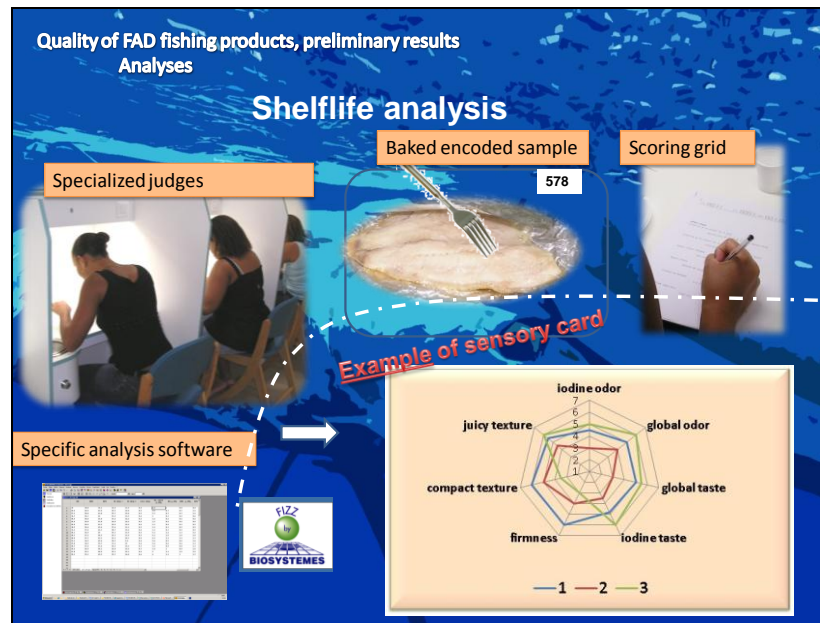 Quality of FAD fishing products, preliminary results
Analyses
Shelflife analysis
Specialized judges
Baked encoded sample
Scoring grid
578
Example of sensory card
Specific analysis software
FIZZ
by
BIOSYSTEMES
iodine odor
global odor
global taste
iodine taste
firmness
compact texture
juicy texture
7
6
5
4
3
2
1
1 2 3